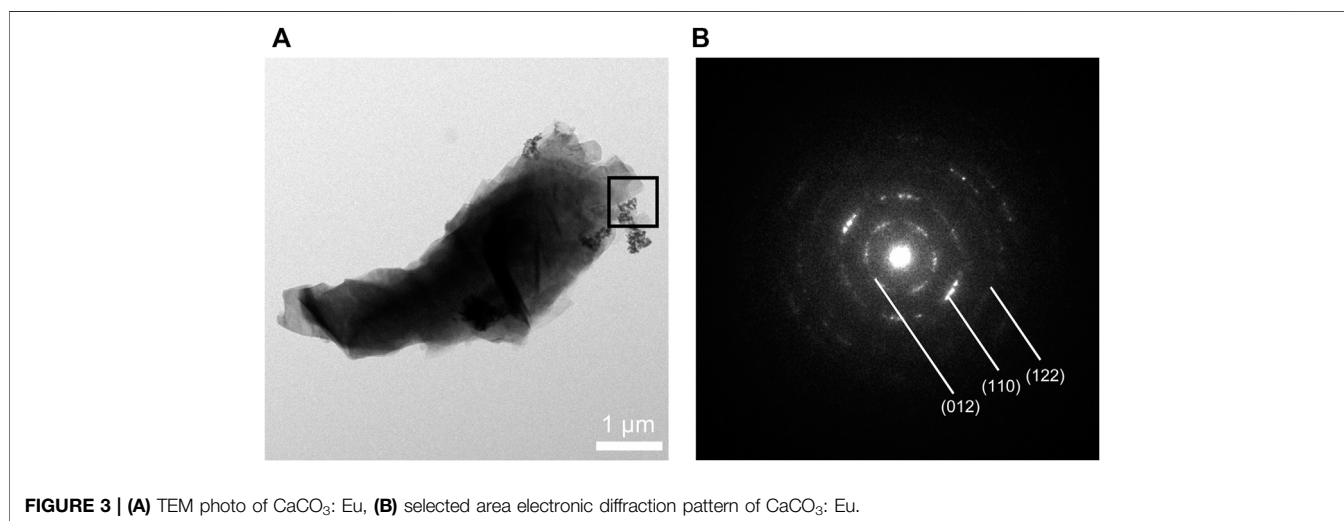 A
B
1 μm
(012)
(110)
(122)
FIGURE 3 | (A) TEM photo of CaCO₃: Eu, (B) selected area electronic diffraction pattern of CaCO₃: Eu.